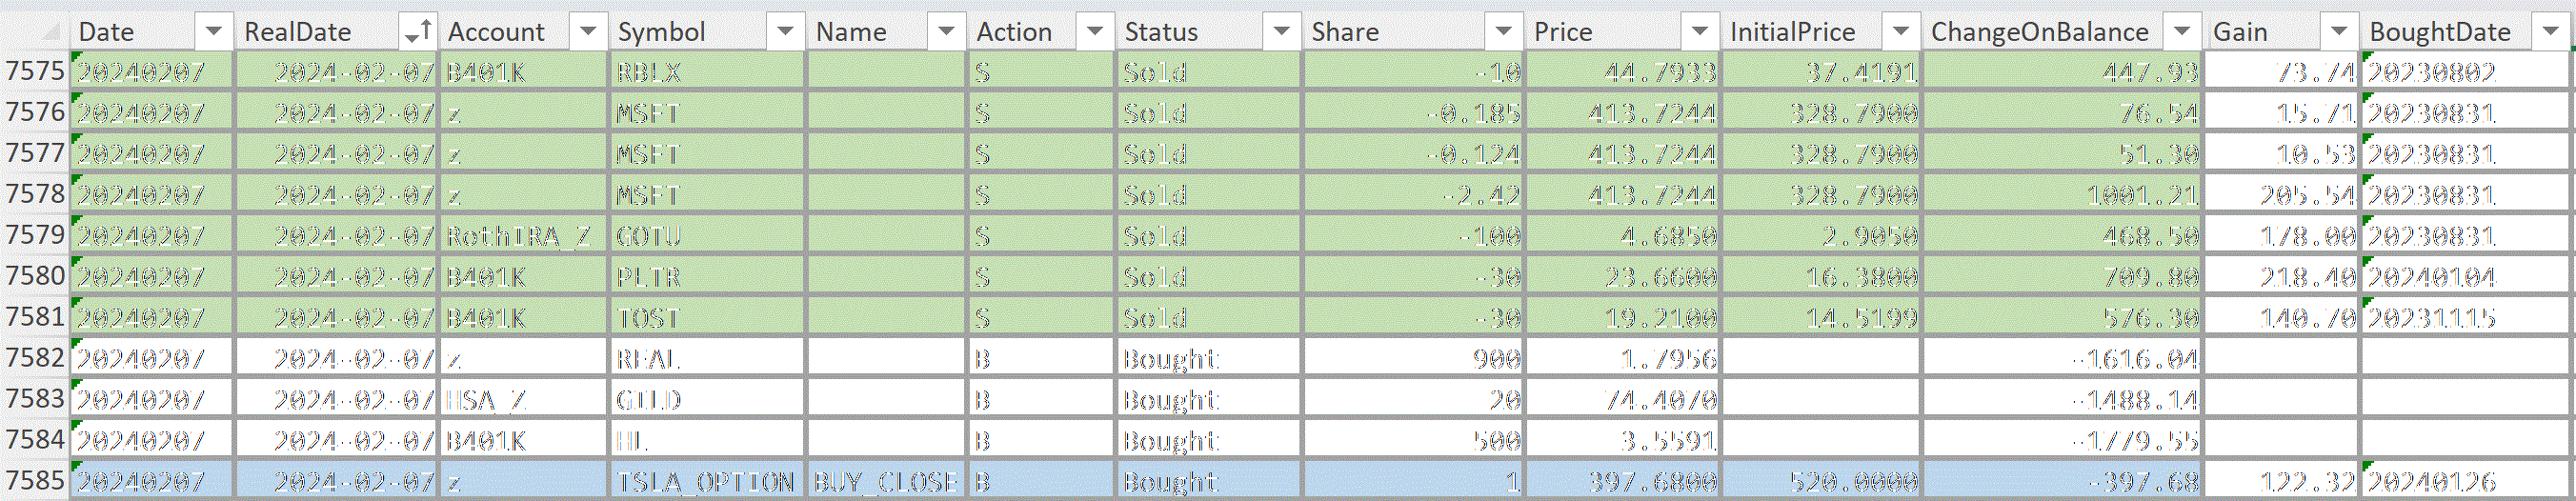 Date RealDate Account Symbol Name Action Status Share Price InitialPrice ChangeOnBalance Gain BoughtDate
7575 20240207 2024-02-07 B401K RBLX S Sold -10 44.7933 37.4191 447.93 73.74 20230802
7576 20240207 2024-02-07 z MSFT S Sold -0.185 413.7244 328.7900 76.54 15.71 20230831
7577 20240207 2024-02-07 z MSFT S Sold -0.124 413.7244 328.7900 51.30 10.53 20230831
7578 20240207 2024-02-07 z MSFT S Sold -2.42 413.7244 328.7900 1001.21 205.54 20230831
7579 20240207 2024-02-07 RothIRA_Z GOTU S Sold -100 4.6850 2.9050 468.50 178.00 20230831
7580 20240207 2024-02-07 B401K PLTR S Sold -30 23.6600 16.3800 709.80 218.40 20240104
7581 20240207 2024-02-07 B401K TOST S Sold -30 19.2100 14.5199 576.30 140.70 20231115
7582 20240207 2024-02-07 z REAL B Bought 900 1.7956 -1616.04
7583 20240207 2024-02-07 HSA_Z GILD B Bought 20 74.4070 -1488.14
7584 20240207 2024-02-07 B401K HL B Bought 500 3.5591 -1779.55
7585 20240207 2024-02-07 z TSLA_OPTION BUY_CLOSE B Bought 1 397.6800 520.0000 -397.68 122.32 20240126